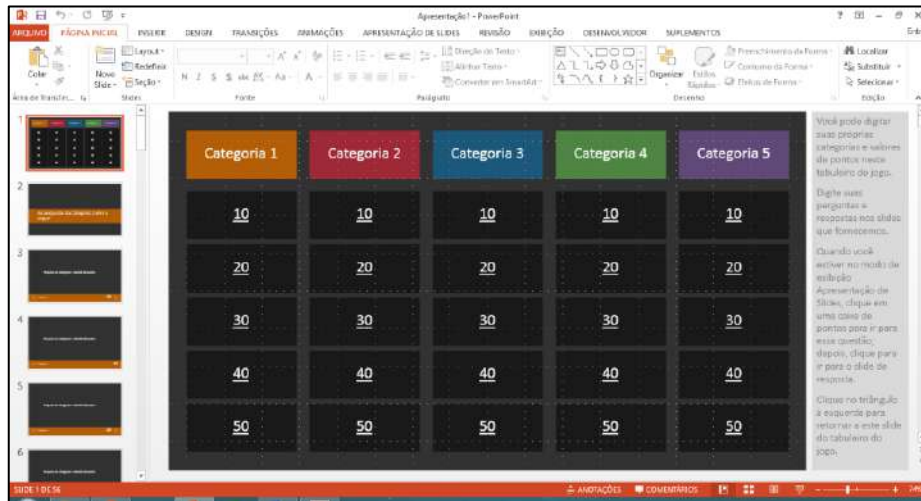 Apresentação1 - PowerPoint
ARQUIVO PÁGINA INICIAL INSERIR DESIGN TRANSIÇÕES ANIMAÇÕES APRESENTAÇÃO DE SLIDES REVISÃO EXIBIÇÃO DESENVOLVEDOR SUPLEMENTOS
Colar
Novo Slide
Layout
Redefinir
Seção
Direção do Texto
Alinhar Texto
Converter em SmartArt
Organizar
Estilos Rápidos
Preenchimento da Forma
Contorno da Forma
Efeitos de Forma
Localizar
Substituir
Selecionar
Slides Fonte Parágrafo Desenho Edição
Categoria 1 Categoria 2 Categoria 3 Categoria 4 Categoria 5
10 10 10 10 10
20 20 20 20 20
30 30 30 30 30
40 40 40 40 40
50 50 50 50 50
Você pode digitar
suas próprias
categorias e valores
de pontos neste
tabuleiro do jogo.
Digite suas
perguntas e
respostas nos slides
que fornecemos.
Quando você
estiver no modo de
exibição
Apresentação de
Slides, clique em
uma caixa de
pontos para ir para
essa questão;
depois, clique para
ir para o slide de
resposta.
Clique no triângulo
à esquerda para
retornar a este slide
do tabuleiro do
jogo.
1
2
3
4
5
6
SLIDE 1 DE 56 ANOTAÇÕES COMENTÁRIOS